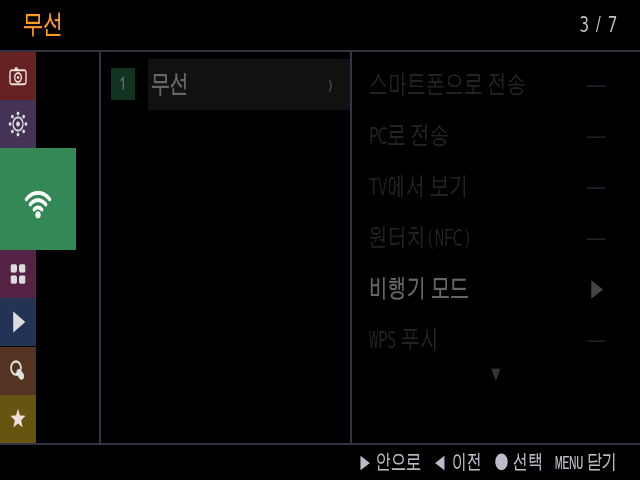 무선
3 / 7
1 무선
스마트폰으로 전송
PC로 전송
TV에서 보기
원터치(NFC)
비행기 모드
WPS 푸시
안으로 이전 선택 MENU 닫기